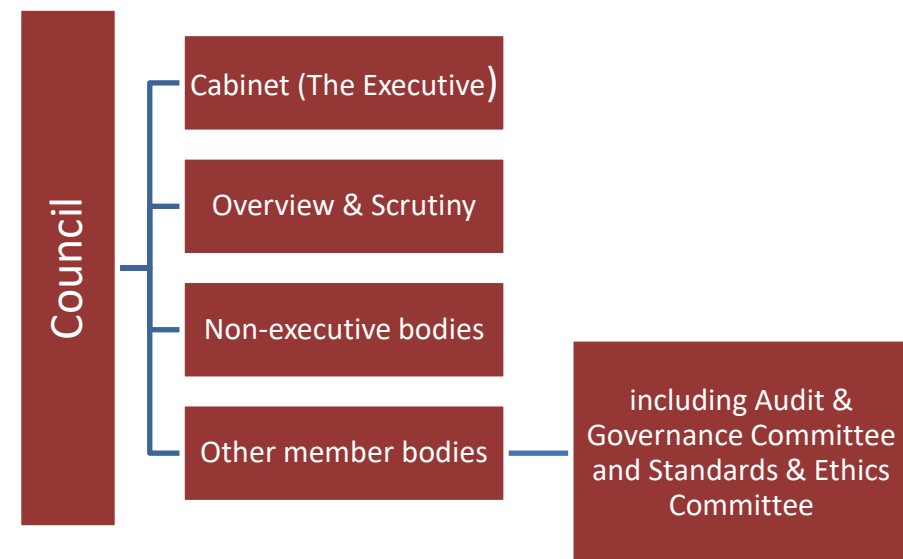 Council
Cabinet (The Executive)
Overview & Scrutiny
Non-executive bodies
Other member bodies
including Audit &
Governance Committee
and Standards & Ethics
Committee